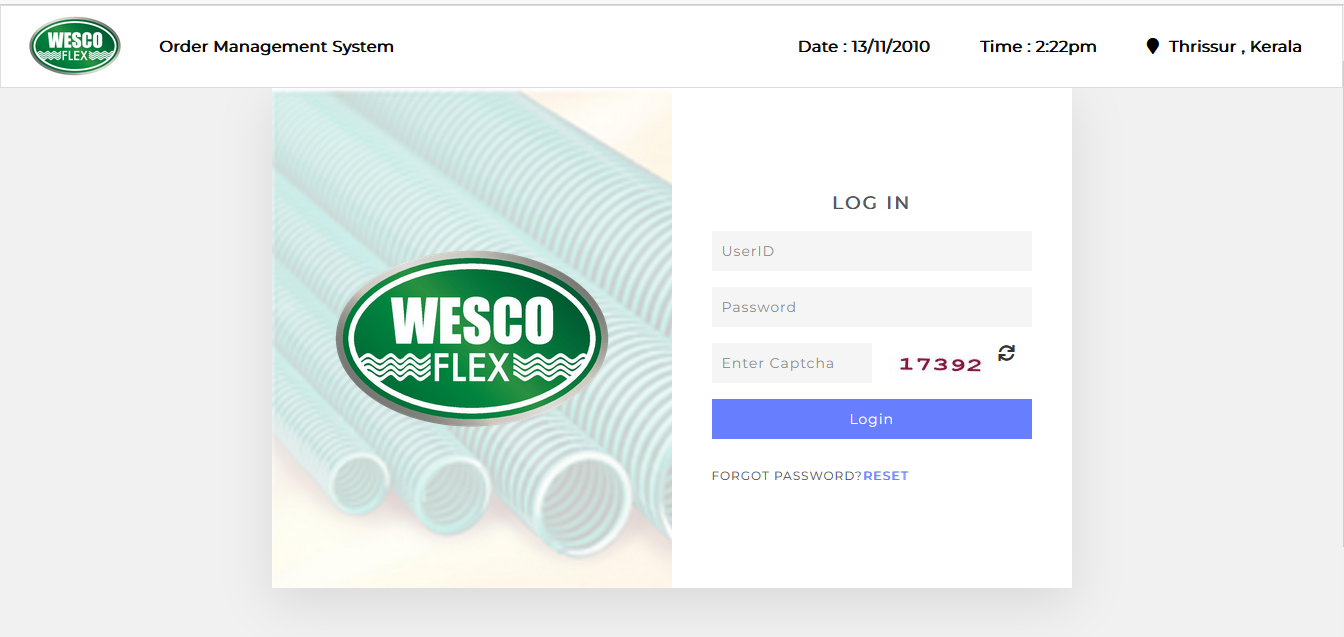 WESCO
FLEX
Order Management System
Date : 13/11/2010
Time : 2:22pm
Thrissur , Kerala
WESCO
FLEX
LOG IN
UserID
Password
Enter Captcha
17392
Login
FORGOT PASSWORD?RESET